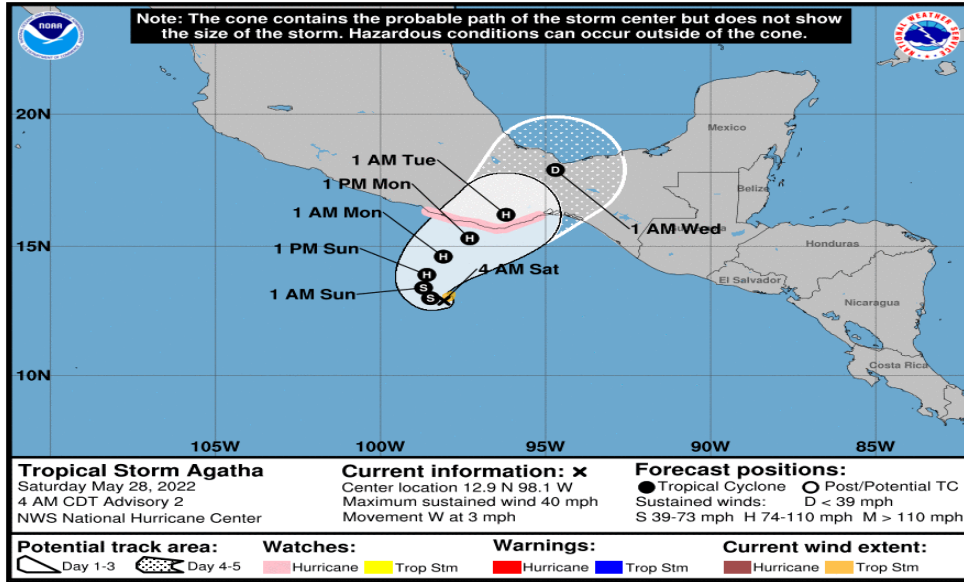 Note: The cone contains the probable path of the storm center but does not show
the size of the storm. Hazardous conditions can occur outside of the cone.
NOAA
NATIONAL WEATHER SERVICE
20N
15N
10N
105W
100W
95W
90W
85W
Mexico
Belize
Honduras
El Salvador
Nicaragua
Costa Rica
1 AM Tue
1 PM Mon
1 AM Mon
1 PM Sun
1 AM Sun
4 AM Sat
1 AM Wed
H
H
H
H
S
S
D
Tropical Storm Agatha
Saturday May 28, 2022
4 AM CDT Advisory 2
NWS National Hurricane Center
Current information: x
Center location 12.9 N 98.1 W
Maximum sustained wind 40 mph
Movement W at 3 mph
Forecast positions:
Tropical Cyclone Post/Potential TC
Sustained winds: D < 39 mph
S 39-73 mph H 74-110 mph M > 110 mph
Potential track area:
Day 1-3 Day 4-5
Watches:
Hurricane Trop Stm
Warnings:
Hurricane Trop Stm
Current wind extent:
Hurricane Trop Stm